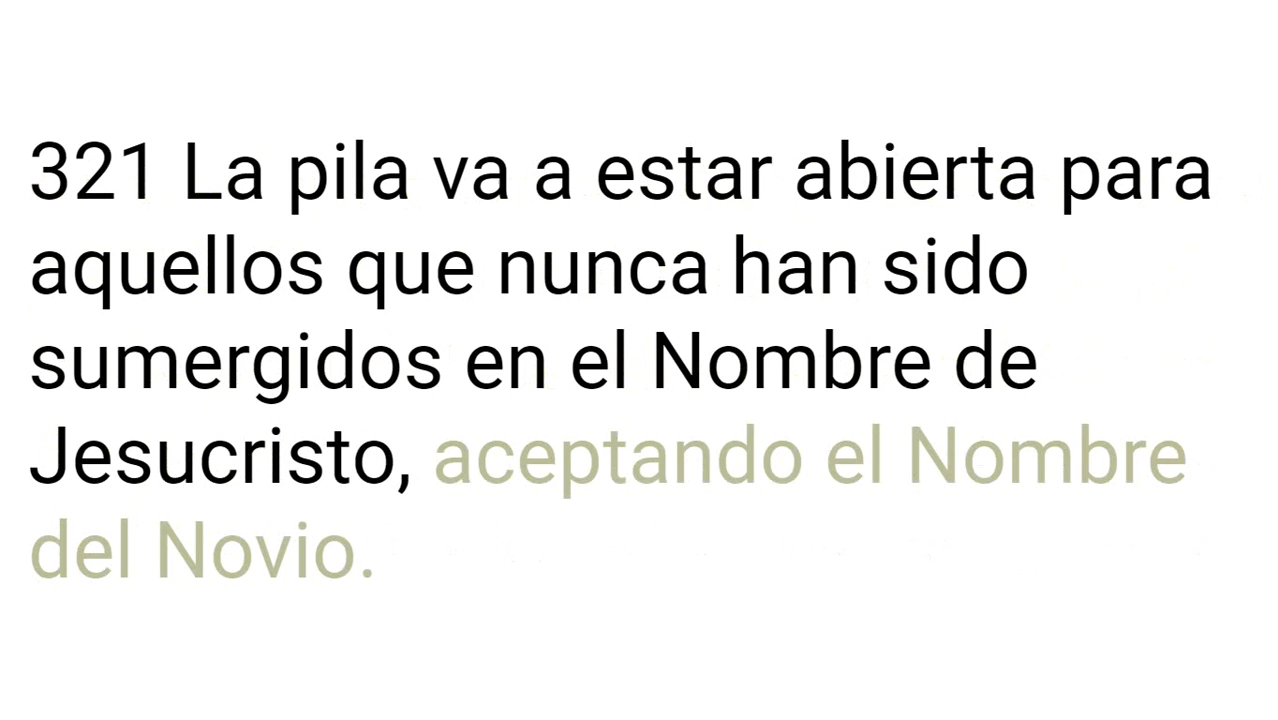 321 La pila va a estar abierta para
aquellos que nunca han sido
sumergidos en el Nombre de
Jesucristo, aceptando el Nombre
del Novio.